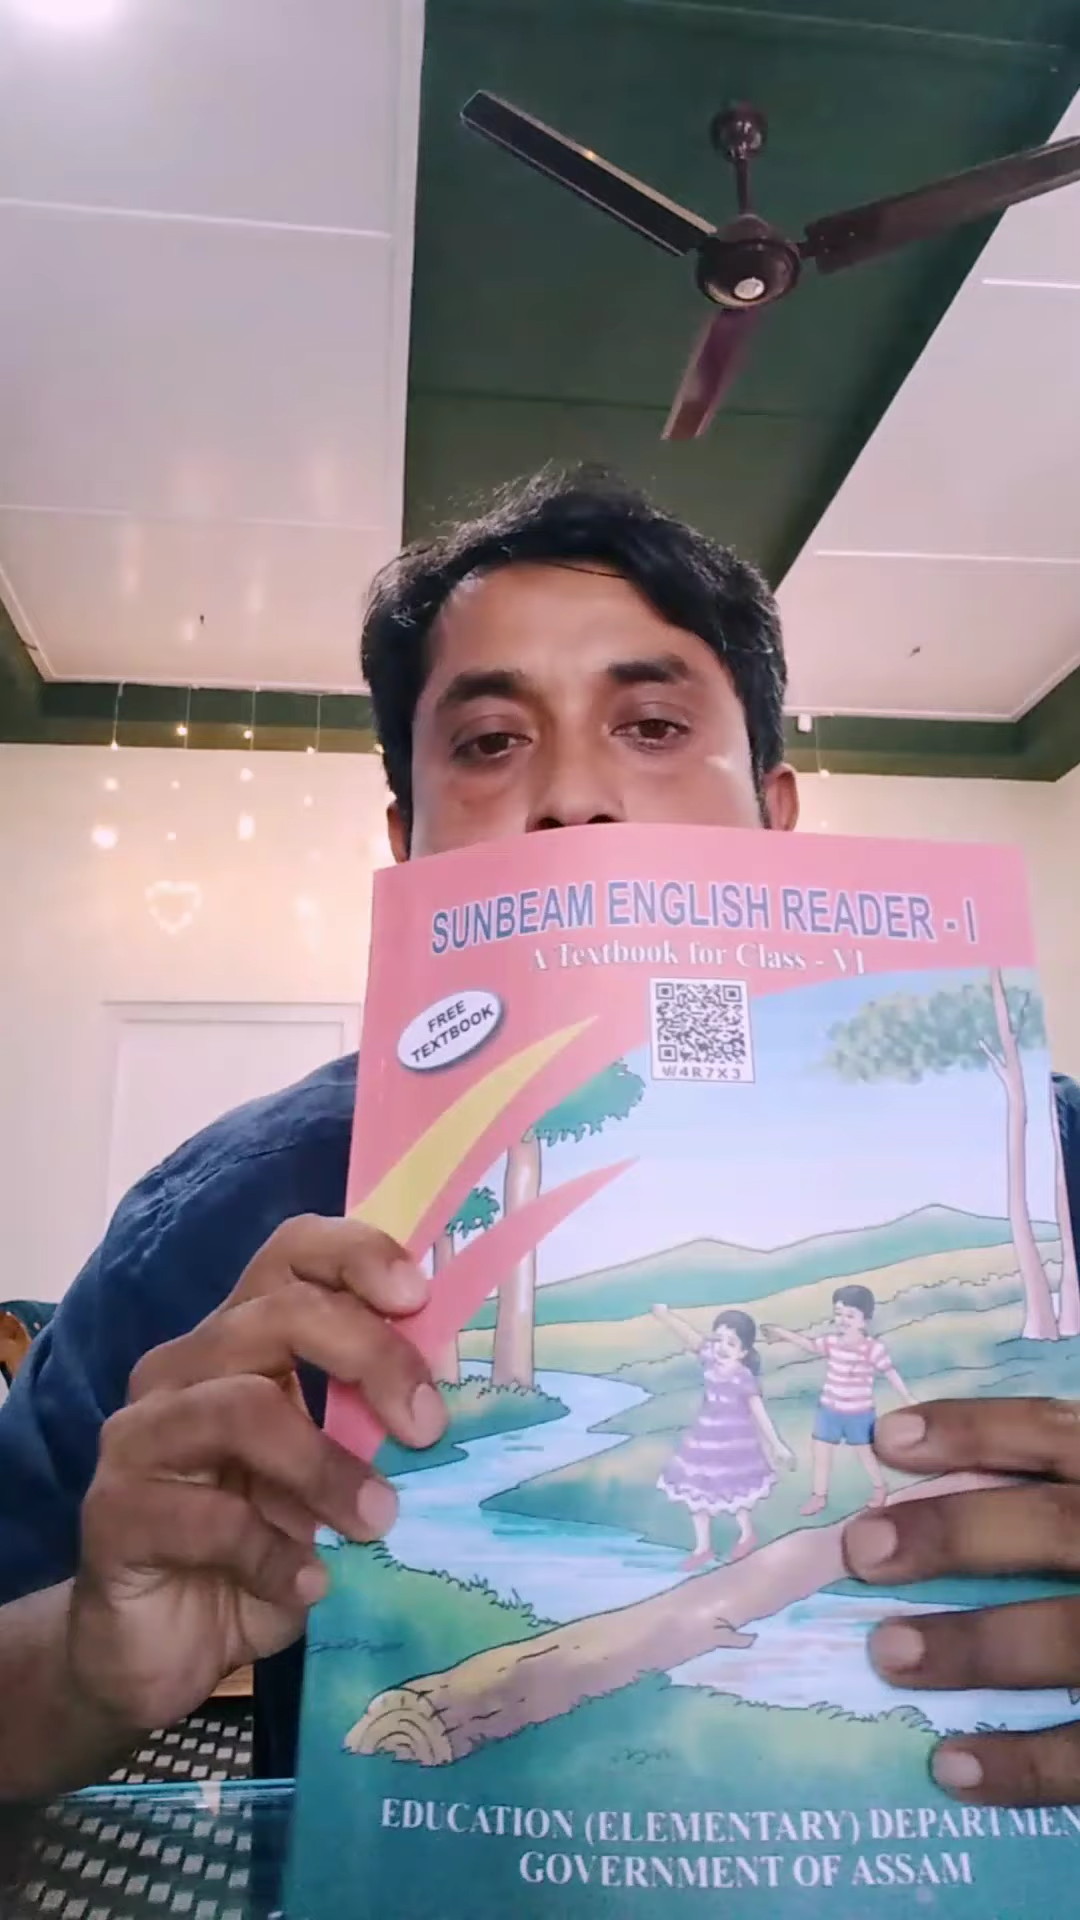 SUNBEAM ENGLISH READER - I
A Textbook for Class - VI
FREE
TEXTBOOK
W4R7X3
EDUCATION (ELEMENTARY) DEPARTMEN
GOVERNMENT OF ASSAM